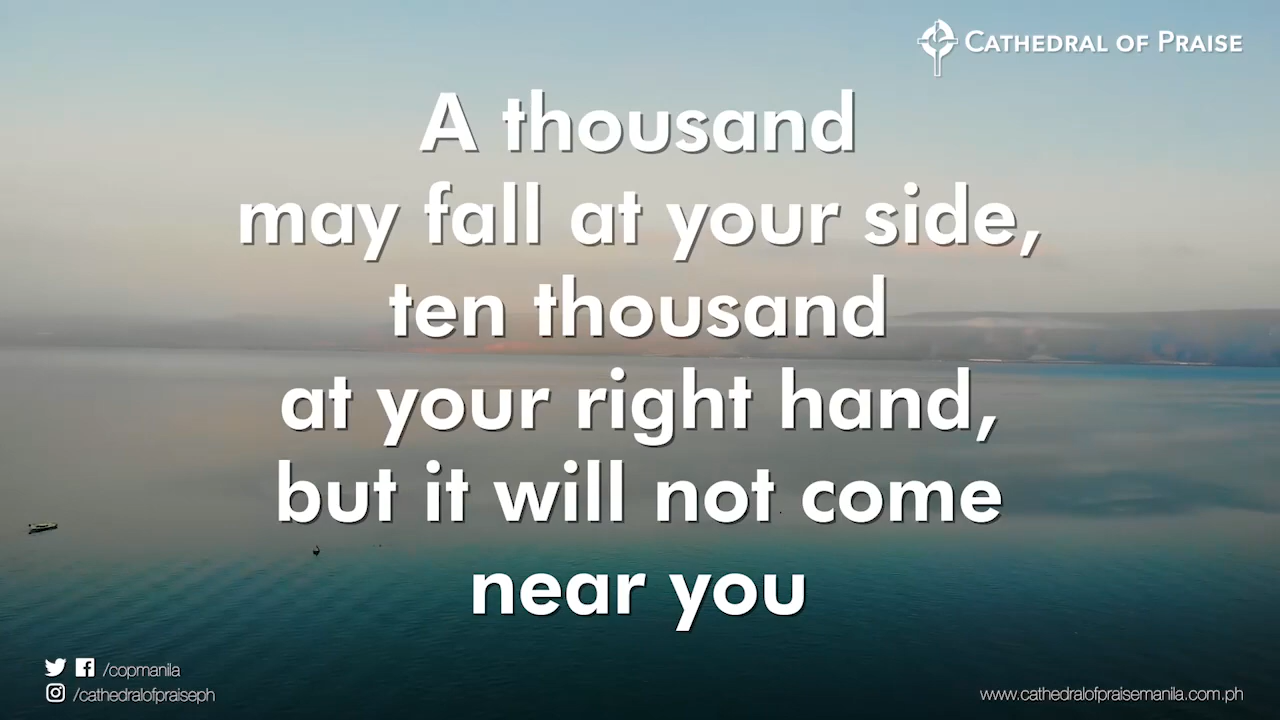 CATHEDRAL OF PRAISE
A thousand
may fall at your side,
ten thousand
at your right hand,
but it will not come
near you
/copmanila
/cathedralofpraiseph
www.cathedralofpraisemanila.com.ph